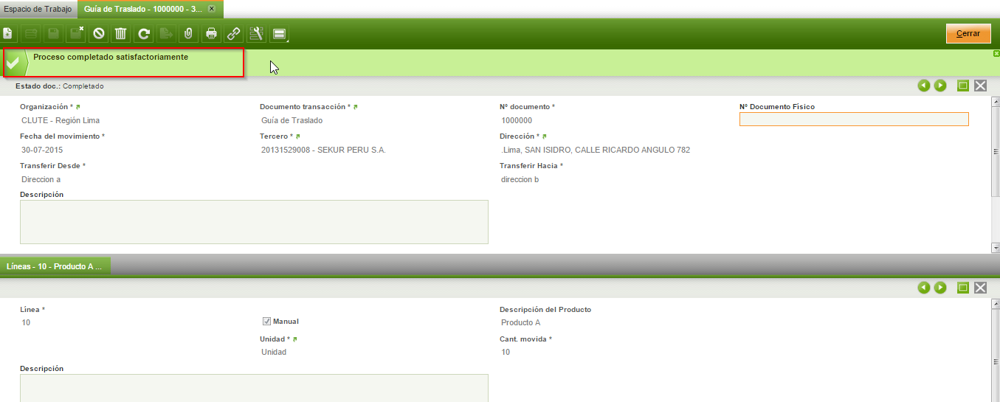 Espacio de Trabajo Guía de Traslado - 1000000 - 3...
Cerrar
Proceso completado satisfactoriamente
Estado doc.: Completado
Organización * Documento transacción * Nº documento * Nº Documento Físico
CLUTE - Región Lima Guía de Traslado 1000000
Fecha del movimiento * Tercero * Dirección *
30-07-2015 20131529008 - SEKUR PERU S.A. .Lima, SAN ISIDRO, CALLE RICARDO ANGULO 782
Transferir Desde * Transferir Hacia *
Direccion a direccion b
Descripción
Líneas - 10 - Producto A ...
Línea * Descripción del Producto
10 Manual Producto A
Unidad * Cant. movida *
Unidad 10
Descripción